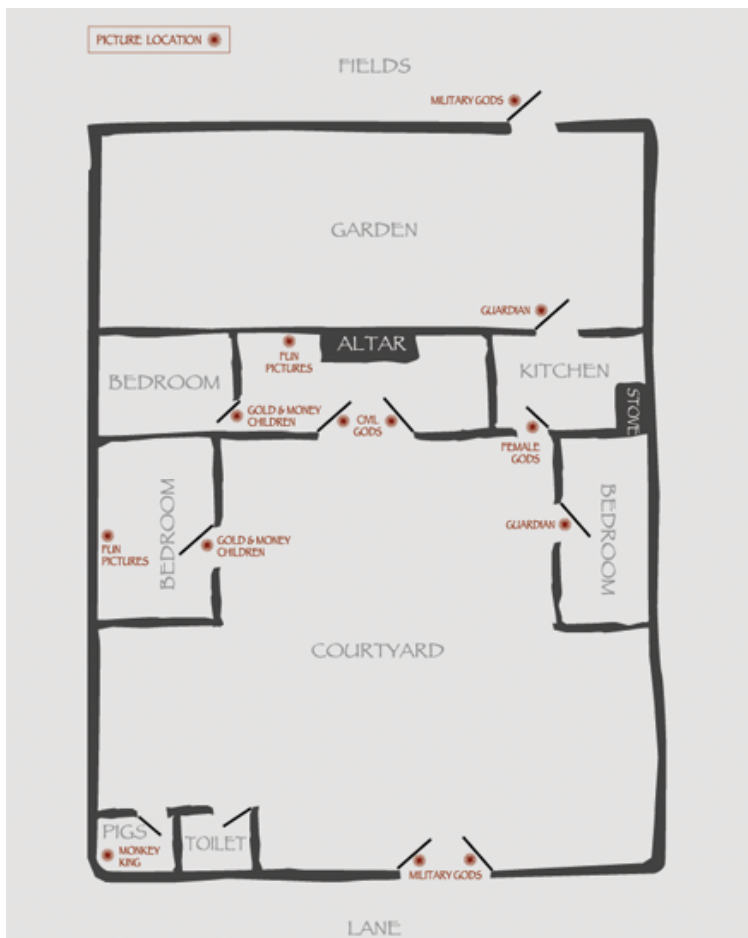 PICTURE LOCATION
FIELDS
MILITARY GODS
GARDEN
GUARDIAN
ALTAR
FUN
PICTURES
BEDROOM
KITCHEN
STOVE
GOLD & MONEY
CHILDREN
CIVIL
GODS
FEMALE
GODS
BEDROOM
FUN
PICTURES
GOLD & MONEY
CHILDREN
GUARDIAN
BEDROOM
COURTYARD
PIGS
MONKEY
KING
TOILET
MILITARY GODS
LANE